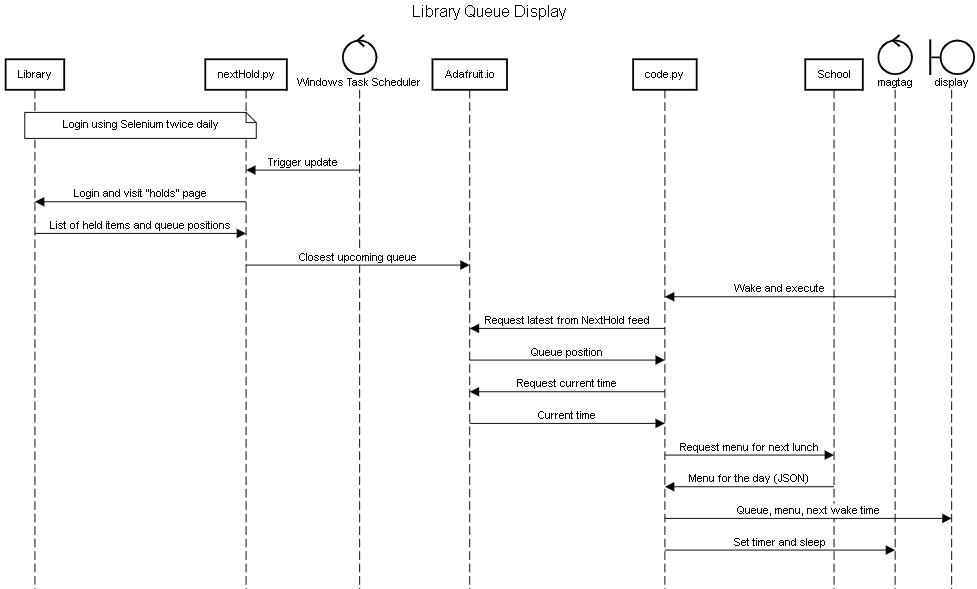 Library Queue Display
Library
nextHold.py
Windows Task Scheduler
Adafruit.io
code.py
School
magtag
display
Login using Selenium twice daily
Trigger update
Login and visit "holds" page
List of held items and queue positions
Closest upcoming queue
Wake and execute
Request latest from NextHold feed
Queue position
Request current time
Current time
Request menu for next lunch
Menu for the day (JSON)
Queue, menu, next wake time
Set timer and sleep